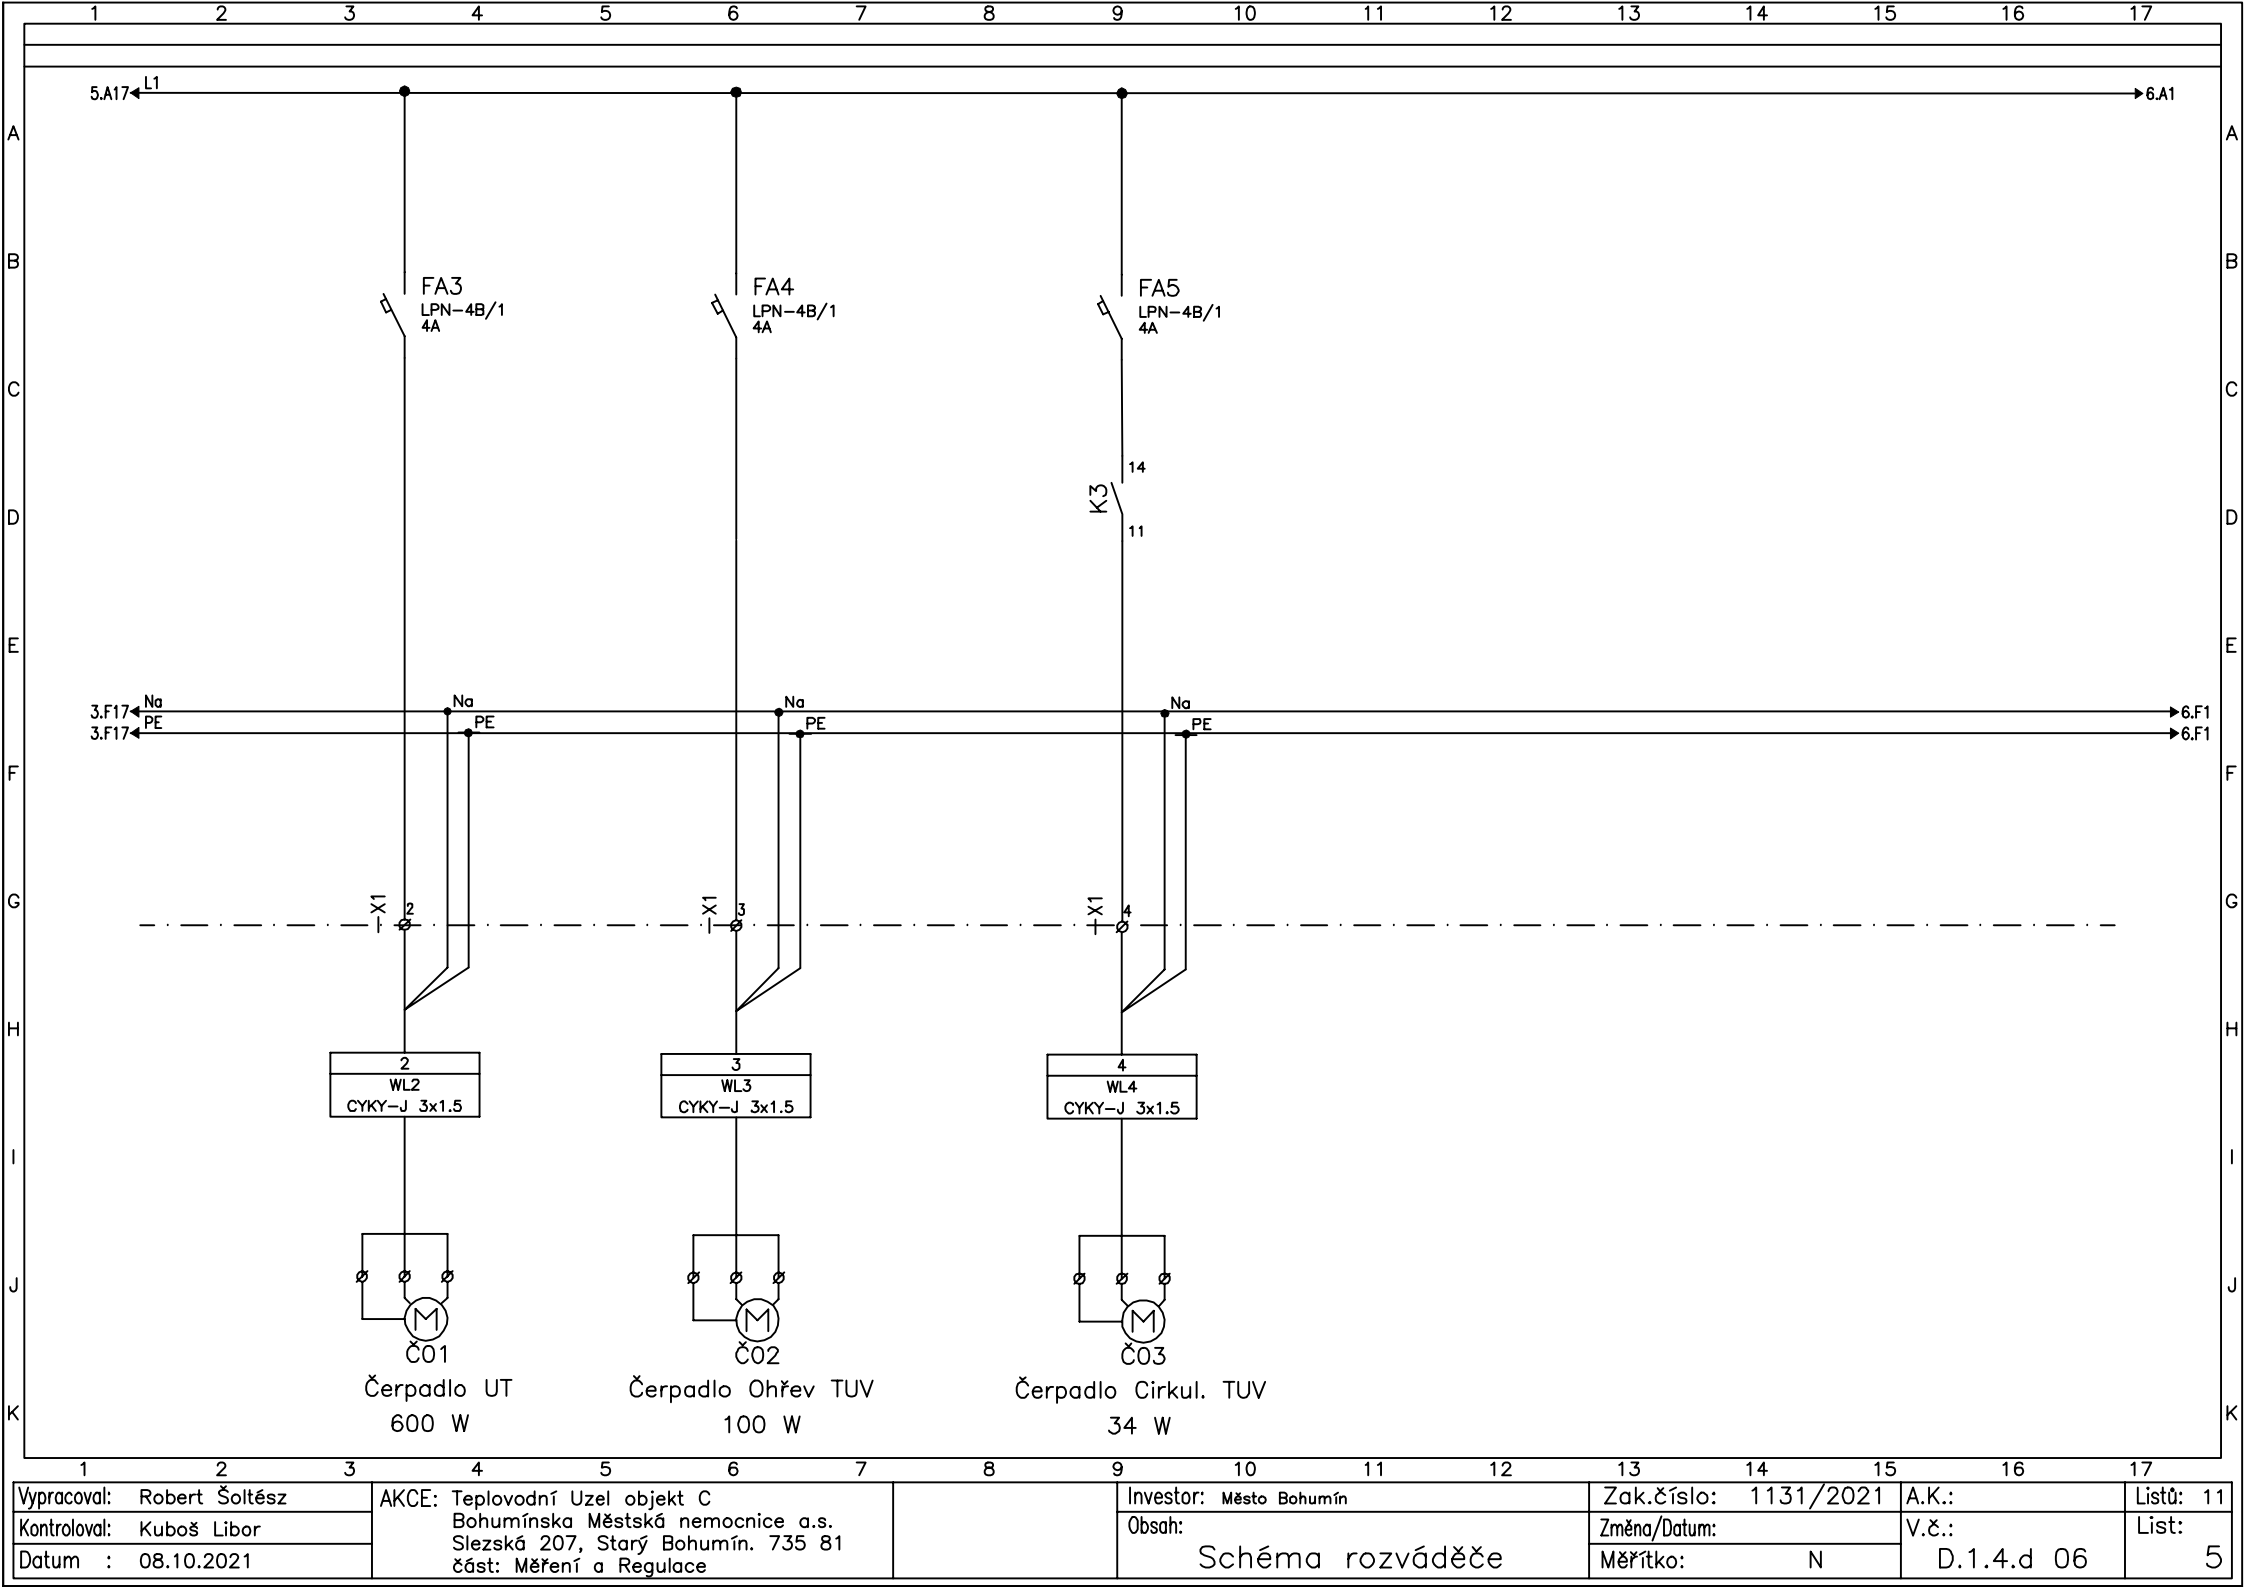 1 2 3 4 5 6 7 8 9 10 11 12 13 14 15 16 17
5.A17 L1 6.A1
A A
B B
FA3 FA4 FA5
LPN-4B/1 LPN-4B/1 LPN-4B/1
4A 4A 4A
C C
14
K3
D D
11
E E
3.F17 Na Na Na Na 6.F1
3.F17 PE PE PE PE 6.F1
F F
G G
-X1 2 -X1 3 -X1 4
H H
2 3 4
WL2 WL3 WL4
CYKY-J 3x1.5 CYKY-J 3x1.5 CYKY-J 3x1.5
I I
J J
M M M
Č01 Č02 Č03
Čerpadlo UT Čerpadlo Ohřev TUV Čerpadlo Cirkul. TUV
K K
600 W 100 W 34 W
1 2 3 4 5 6 7 8 9 10 11 12 13 14 15 16 17
Vypracoval: Robert Šoltész
Kontroloval: Kuboš Libor
Datum : 08.10.2021
AKCE: Teplovodní Uzel objekt C
Bohumínska Městská nemocnice a.s.
Slezská 207, Starý Bohumín. 735 81
část: Měření a Regulace
Investor: Město Bohumín
Obsah:
Schéma rozváděče
Zak.číslo: 1131/2021
Změna/Datum:
Měřítko: N
A.K.:
V.č.:
D.1.4.d 06
Listů: 11
List:
5